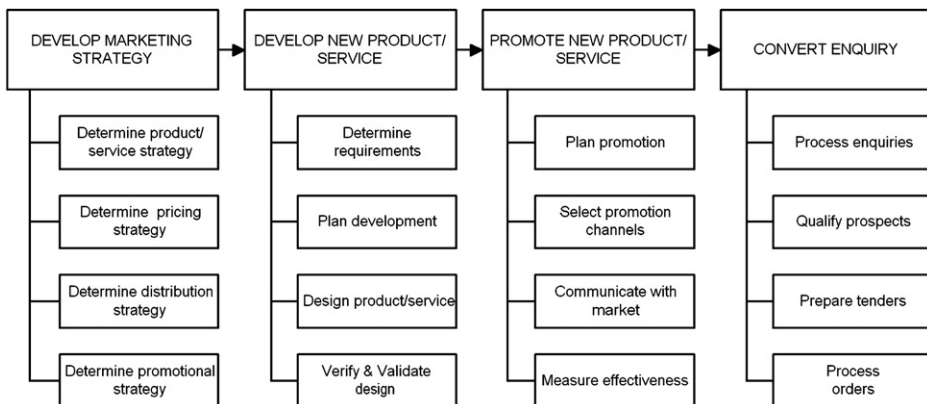 DEVELOP MARKETING
STRATEGY
Determine product/
service strategy
Determine pricing
strategy
Determine distribution
strategy
Determine promotional
strategy
DEVELOP NEW PRODUCT/
SERVICE
Determine
requirements
Plan development
Design product/service
Verify & Validate
design
PROMOTE NEW PRODUCT/
SERVICE
Plan promotion
Select promotion
channels
Communicate with
market
Measure effectiveness
CONVERT ENQUIRY
Process enquiries
Qualify prospects
Prepare tenders
Process
orders